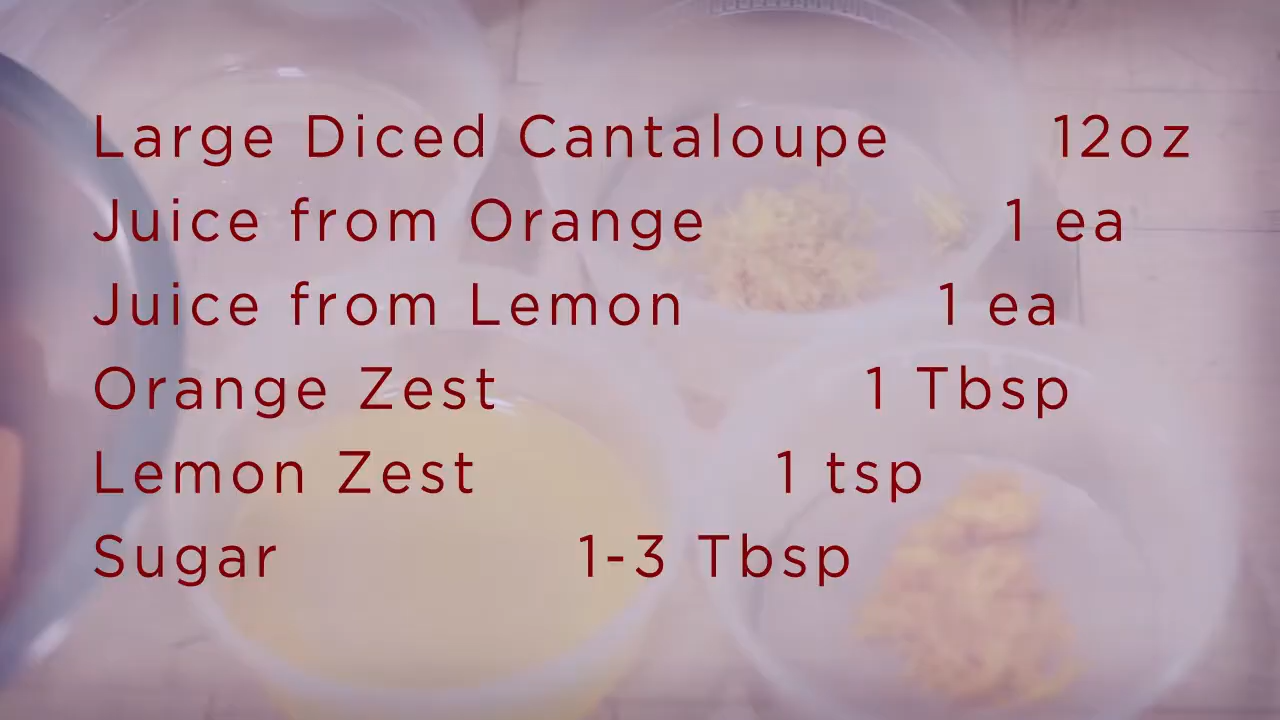 Large Diced Cantaloupe 12oz
Juice from Orange 1 ea
Juice from Lemon 1 ea
Orange Zest 1 Tbsp
Lemon Zest 1 tsp
Sugar 1-3 Tbsp